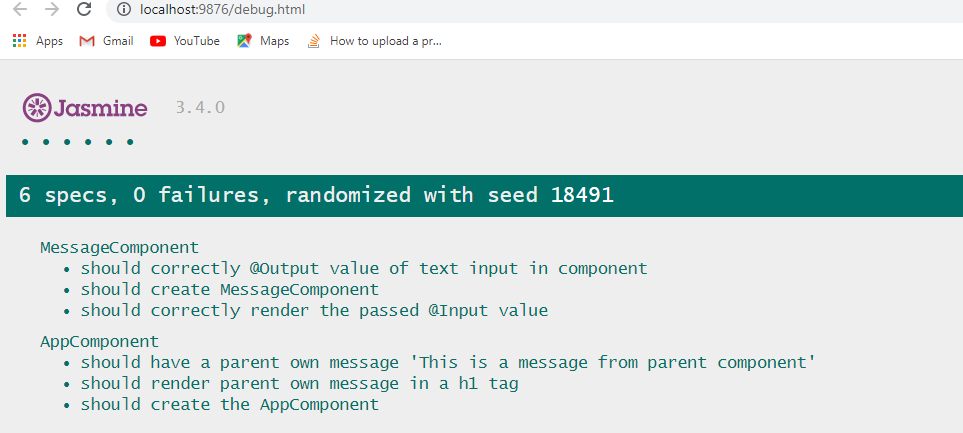 localhost:9876/debug.html
Apps Gmail YouTube Maps How to upload a pr...
Jasmine 3.4.0
• • • • • •
6 specs, 0 failures, randomized with seed 18491
MessageComponent
• should correctly @Output value of text input in component
• should create MessageComponent
• should correctly render the passed @Input value
AppComponent
• should have a parent own message 'This is a message from parent component'
• should render parent own message in a h1 tag
• should create the AppComponent